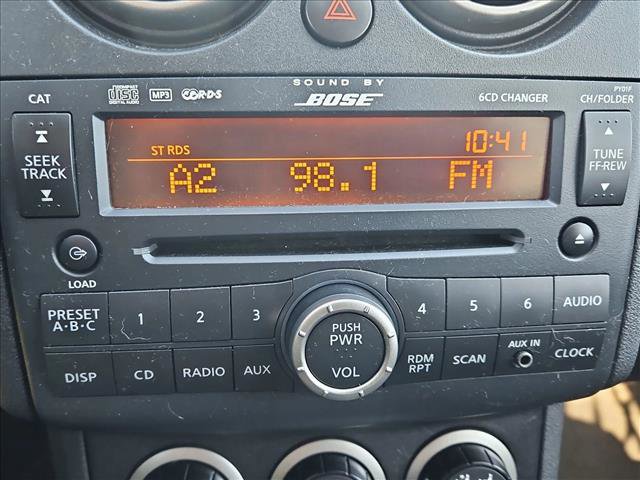 SOUND BY
BOSE
CAT
COMPACT
disc
DIGITAL AUDIO
MP3
RDS
6CD CHANGER
PY01F
CH/FOLDER
SEEK
TRACK
ST RDS
10:41
A2 98.1 FM
TUNE
FF·REW
LOAD
PRESET
A·B·C
1
2
3
PUSH
PWR
VOL
4
5
6
AUDIO
DISP
CD
RADIO
AUX
RDM
RPT
SCAN
AUX IN
CLOCK